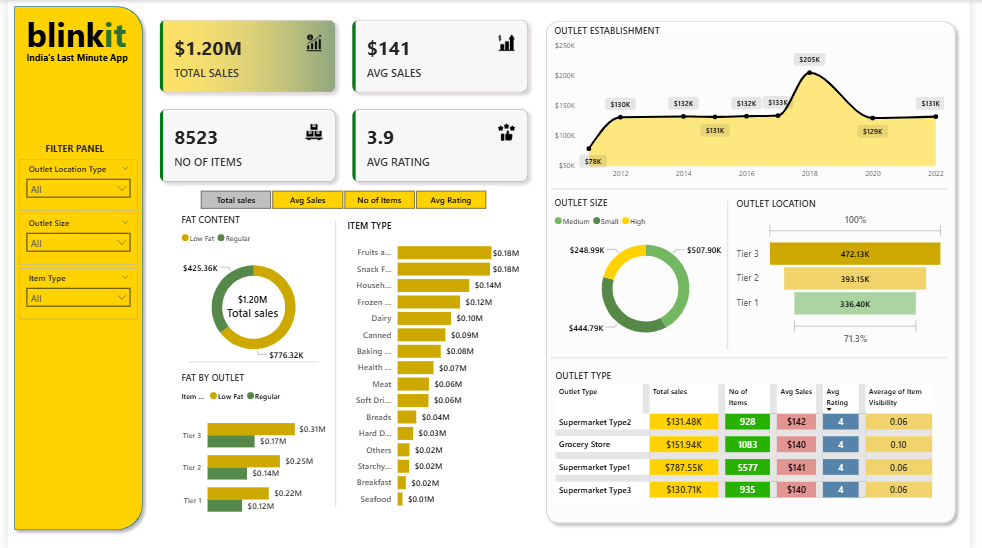 blinkit
India's Last Minute App
FILTER PANEL
Outlet Location Type
All
Outlet Size
All
Item Type
All
$1.20M
TOTAL SALES
$141
AVG SALES
8523
NO OF ITEMS
3.9
AVG RATING
Total sales
Avg Sales
No of Items
Avg Rating
FAT CONTENT
Low Fat Regular
$425.36K
$1.20M
Total sales
$776.32K
FAT BY OUTLET
Item ... Low Fat Regular
Tier 3 $0.31M
$0.17M
Tier 2 $0.25M
$0.14M
Tier 1 $0.22M
$0.12M
ITEM TYPE
Fruits a... $0.18M
Snack F... $0.18M
Househ... $0.14M
Frozen ... $0.12M
Dairy $0.10M
Canned $0.09M
Baking ... $0.08M
Health ... $0.07M
Meat $0.06M
Soft Dri... $0.06M
Breads $0.04M
Hard D... $0.03M
Others $0.02M
Starchy... $0.02M
Breakfast $0.02M
Seafood $0.01M
OUTLET ESTABLISHMENT
$250K
$200K
$150K
$100K
$50K
$78K
$130K
$132K
$131K
$132K
$133K
$205K
$129K
$131K
2012 2014 2016 2018 2020 2022
OUTLET SIZE
Medium Small High
$248.99K
$507.90K
$444.79K
OUTLET LOCATION
100%
Tier 3 472.13K
Tier 2 393.15K
Tier 1 336.40K
71.3%
OUTLET TYPE
Outlet Type Total sales No of Items Avg Sales Avg Rating Average of Item Visibility
Supermarket Type2 $131.48K 928 $142 4 0.06
Grocery Store $151.94K 1083 $140 4 0.10
Supermarket Type1 $787.55K 5577 $141 4 0.06
Supermarket Type3 $130.71K 935 $140 4 0.06